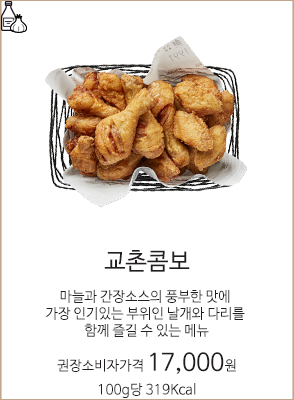 교촌콤보
마늘과 간장소스의 풍부한 맛에
가장 인기있는 부위인 날개와 다리를
함께 즐길 수 있는 메뉴
권장소비자가격 17,000원
100g당 319Kcal